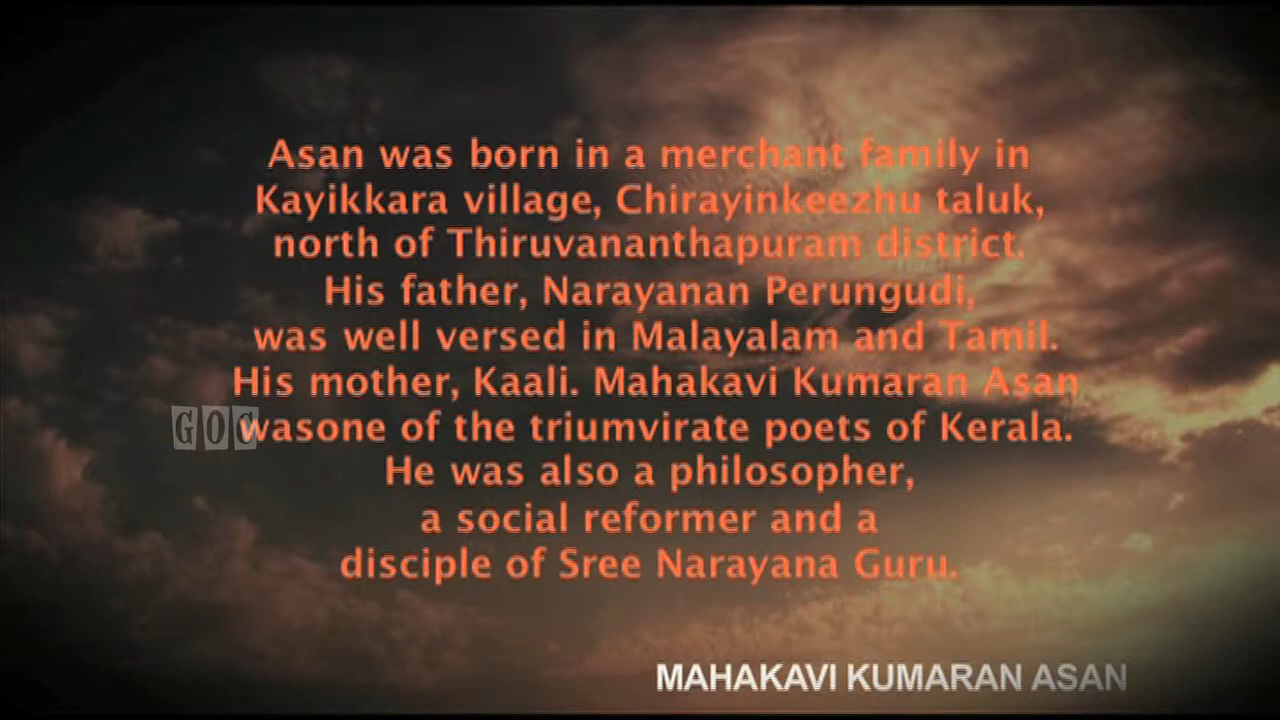 Asan was born in a merchant family in
Kayikkara village, Chirayinkeezhu taluk,
north of Thiruvananthapuram district.
His father, Narayanan Perungudi,
was well versed in Malayalam and Tamil.
His mother, Kaali. Mahakavi Kumaran Asan
GOC
wasone of the triumvirate poets of Kerala.
He was also a philosopher,
a social reformer and a
disciple of Sree Narayana Guru.
MAHAKAVI KUMARAN ASAN